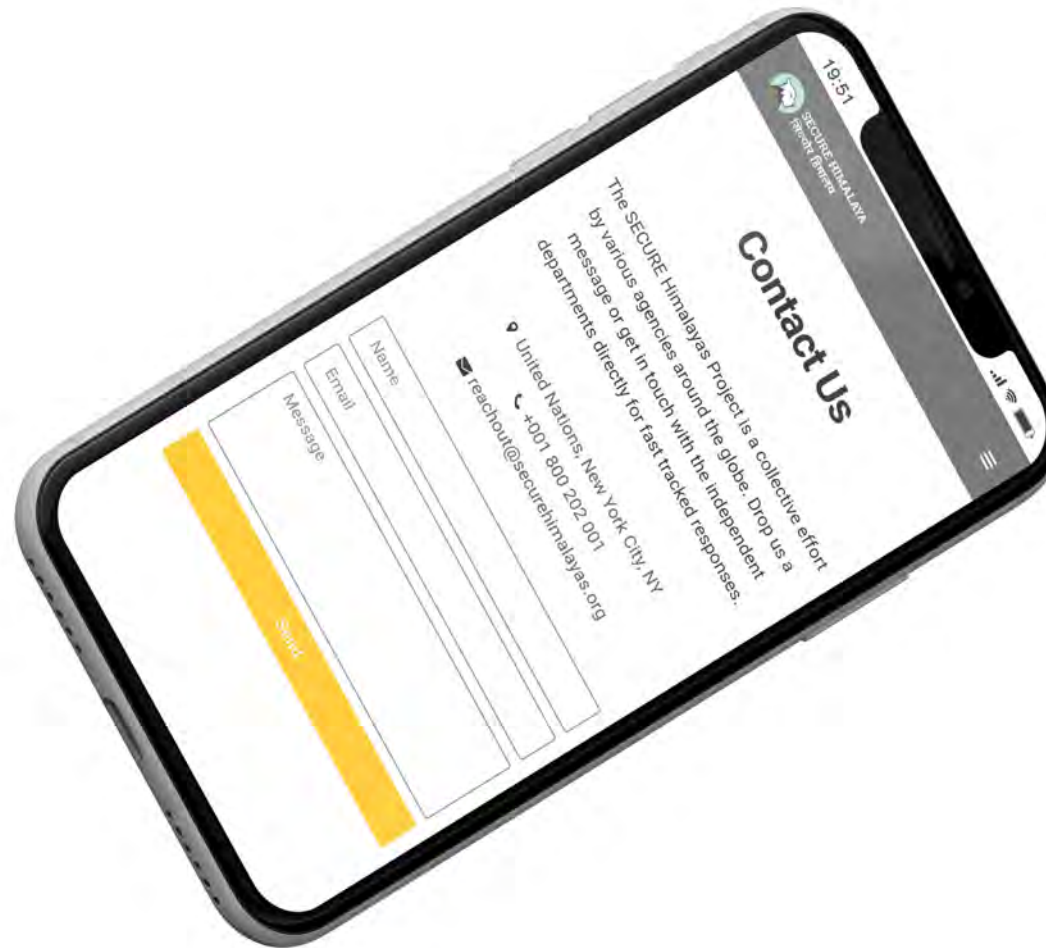 19:51
SECURE HIMALAYA
सिक्योर हिमालय
Contact Us
The SECURE Himalayas Project is a collective effort
by various agencies around the globe. Drop us a
message or get in touch with the independent
departments directly for fast tracked responses.
United Nations, New York City, NY
+001 800 202 001
reachout@securehimalayas.org
Name
Email
Message
Send